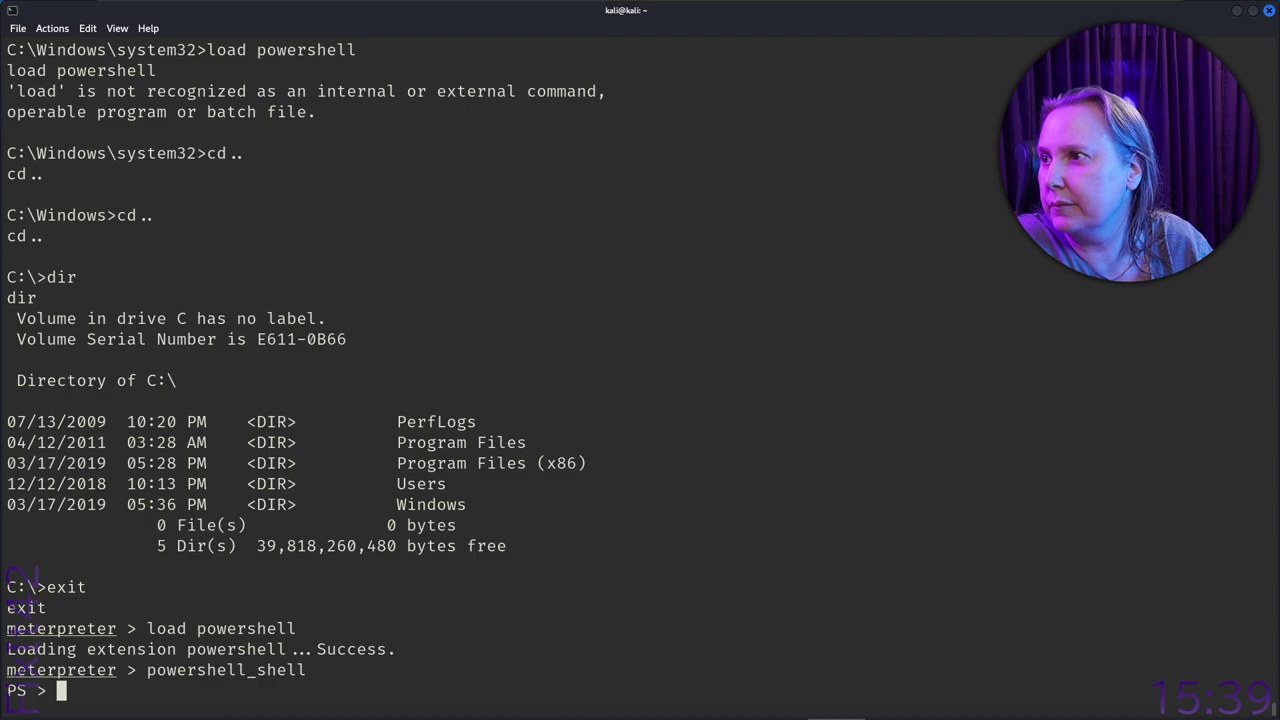 kali@kali: ~
File Actions Edit View Help
C:\Windows\system32>load powershell
load powershell
'load' is not recognized as an internal or external command,
operable program or batch file.
C:\Windows\system32>cd..
cd..
C:\Windows>cd..
cd..
C:\>dir
dir
Volume in drive C has no label.
Volume Serial Number is E611-0B66
Directory of C:\
07/13/2009 10:20 PM <DIR> PerfLogs
04/12/2011 03:28 AM <DIR> Program Files
03/17/2019 05:28 PM <DIR> Program Files (x86)
12/12/2018 10:13 PM <DIR> Users
03/17/2019 05:36 PM <DIR> Windows
0 File(s) 0 bytes
5 Dir(s) 39,818,260,480 bytes free
C:\>exit
exit
meterpreter > load powershell
Loading extension powershell...Success.
meterpreter > powershell_shell
PS >
15:39